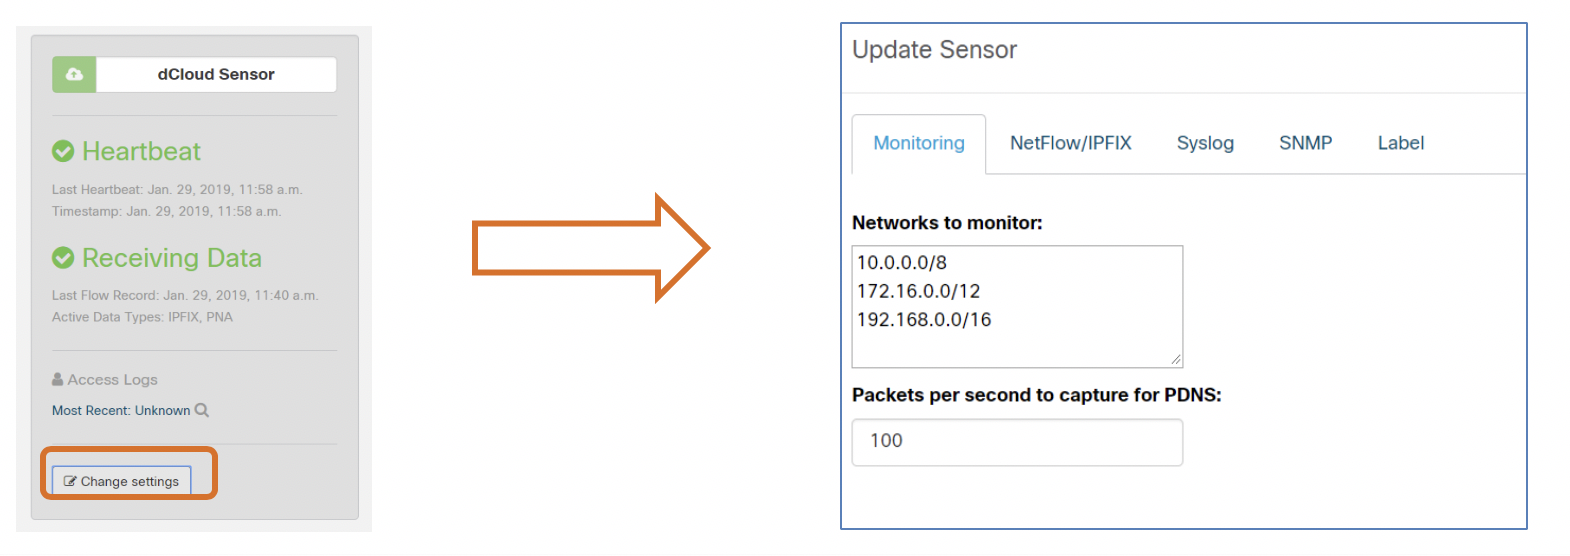 dCloud Sensor
Heartbeat
Last Heartbeat: Jan. 29, 2019, 11:58 a.m.
Timestamp: Jan. 29, 2019, 11:58 a.m.
Receiving Data
Last Flow Record: Jan. 29, 2019, 11:40 a.m.
Active Data Types: IPFIX, PNA
Access Logs
Most Recent: Unknown
Change settings
Update Sensor
Monitoring NetFlow/IPFIX Syslog SNMP Label
Networks to monitor:
10.0.0.0/8
172.16.0.0/12
192.168.0.0/16
Packets per second to capture for PDNS:
100